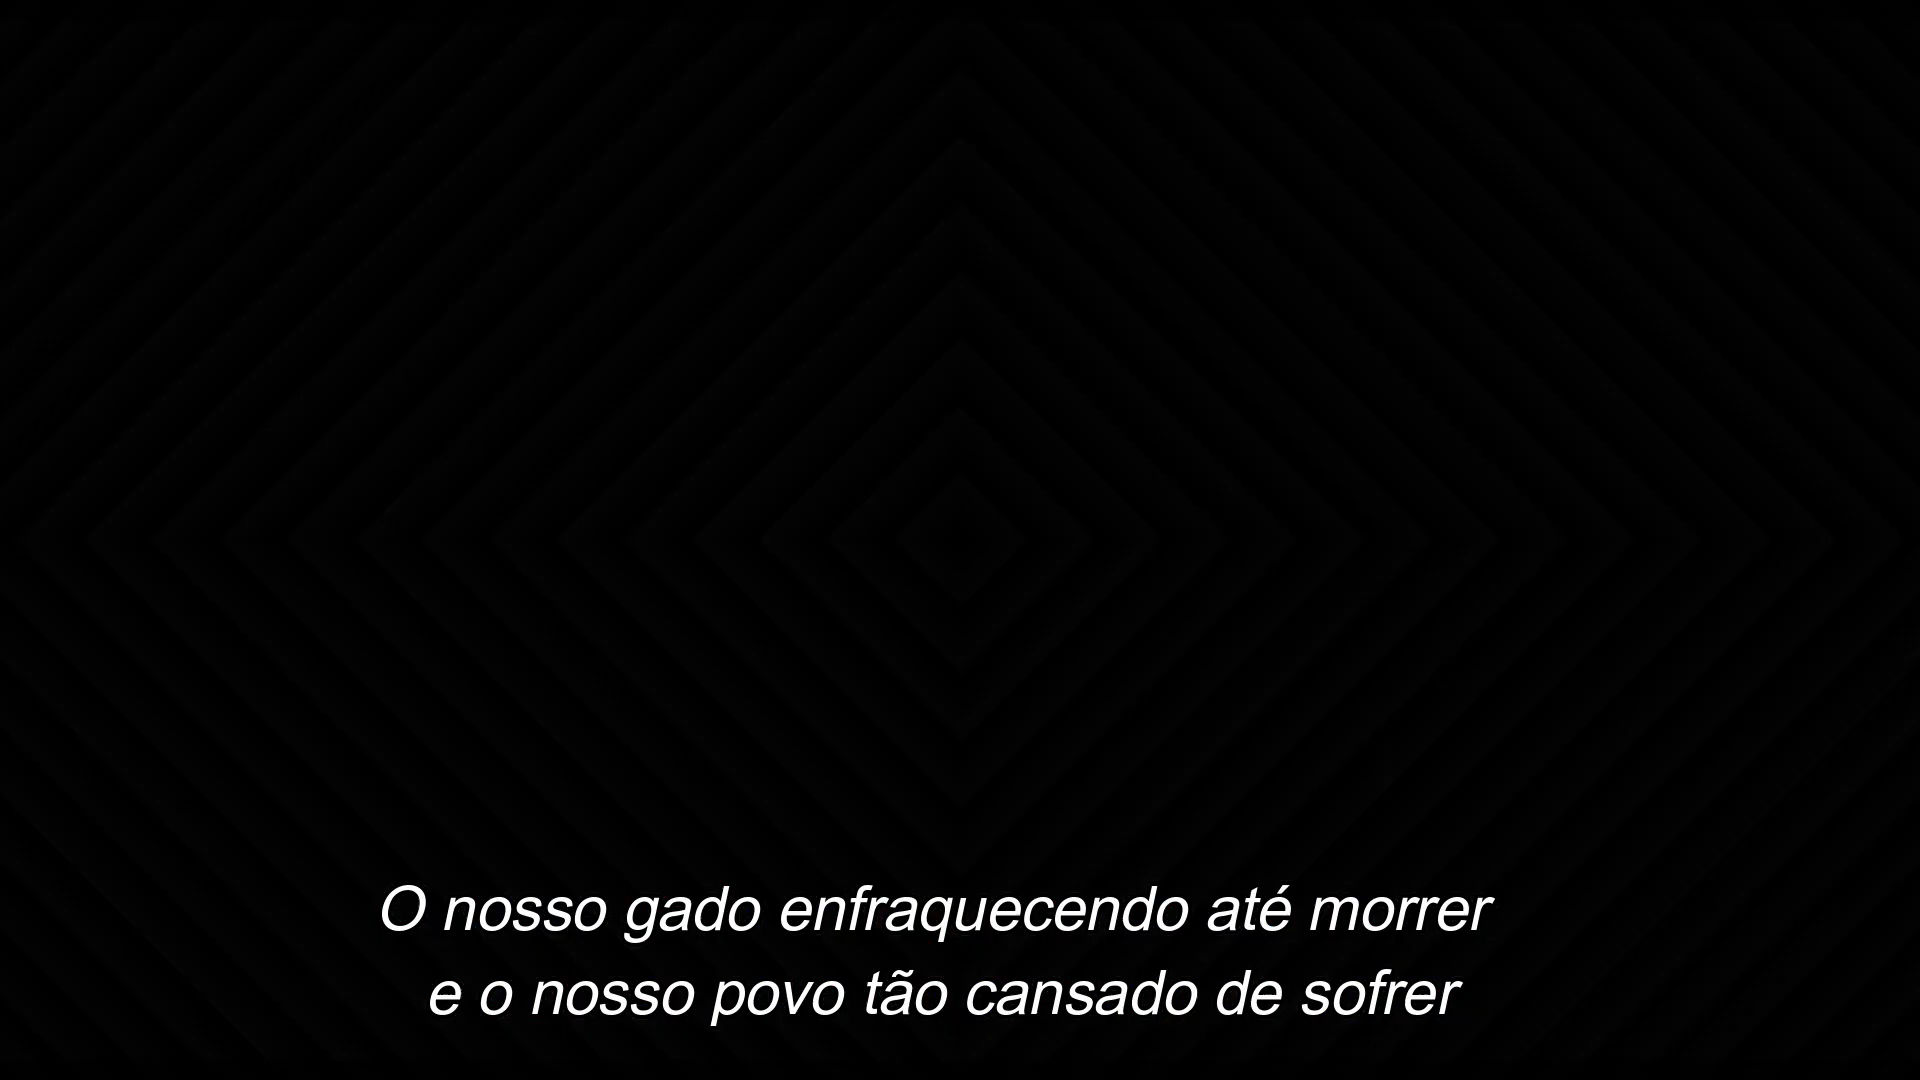 O nosso gado enfraquecendo até morrer
e o nosso povo tão cansado de sofrer